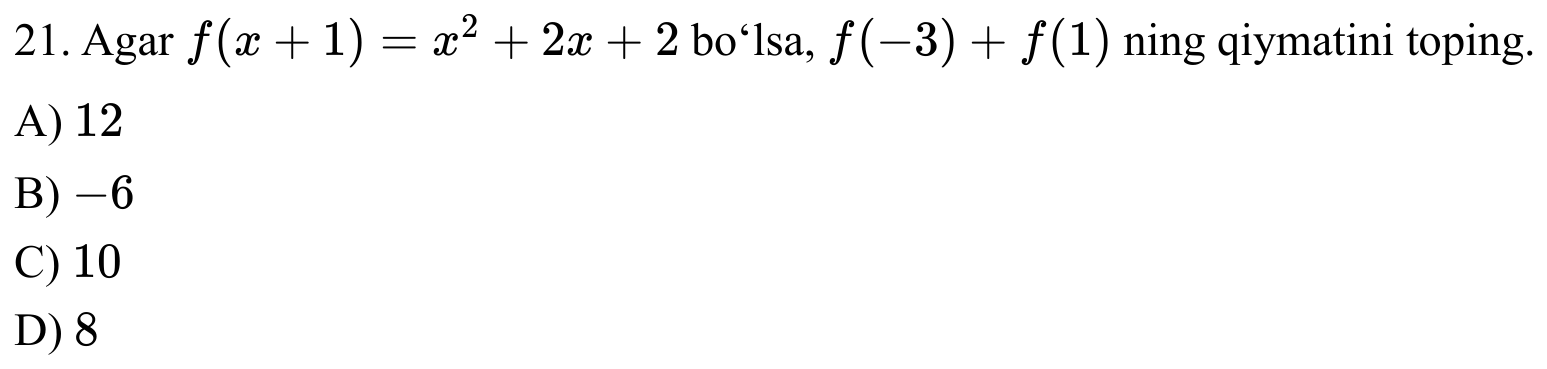 21. Agar f(x + 1) = x² + 2x + 2 bo‘lsa, f(−3) + f(1) ning qiymatini toping.
A) 12
B) −6
C) 10
D) 8